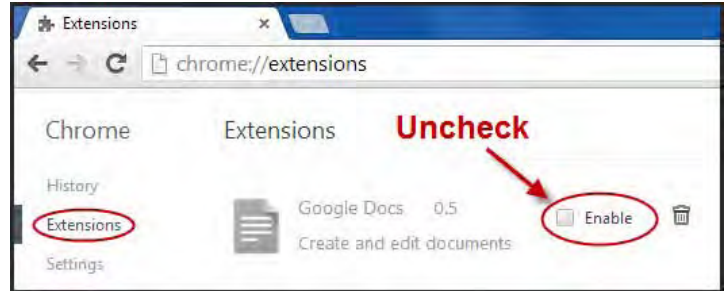 Extensions
chrome://extensions
Chrome
Extensions
Uncheck
History
Extensions
Settings
Google Docs 0.5
Create and edit documents
Enable